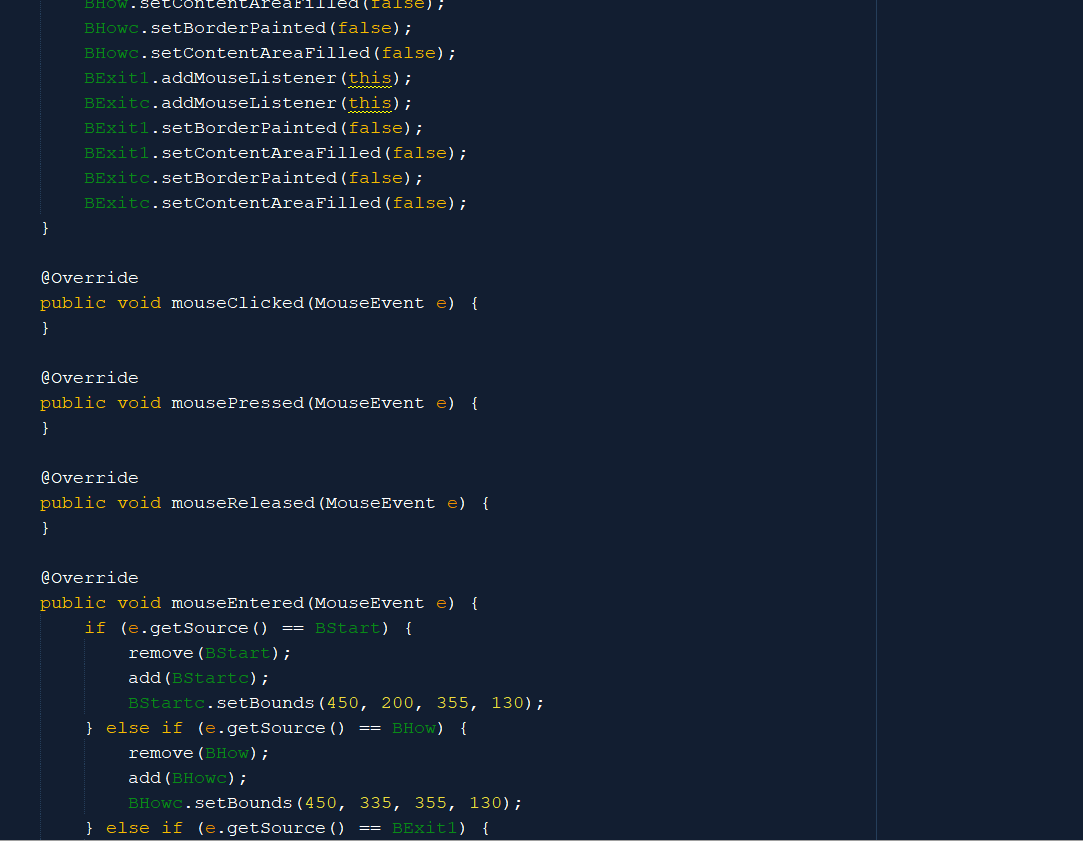 BHow.setContentAreaFilled(false);
BHowc.setBorderPainted(false);
BHowc.setContentAreaFilled(false);
BExit1.addMouseListener(this);
BExitc.addMouseListener(this);
BExit1.setBorderPainted(false);
BExit1.setContentAreaFilled(false);
BExitc.setBorderPainted(false);
BExitc.setContentAreaFilled(false);
}
@Override
public void mouseClicked(MouseEvent e) {
}
@Override
public void mousePressed(MouseEvent e) {
}
@Override
public void mouseReleased(MouseEvent e) {
}
@Override
public void mouseEntered(MouseEvent e) {
if (e.getSource() == BStart) {
remove(BStart);
add(BStartc);
BStartc.setBounds(450, 200, 355, 130);
} else if (e.getSource() == BHow) {
remove(BHow);
add(BHowc);
BHowc.setBounds(450, 335, 355, 130);
} else if (e.getSource() == BExit1) {